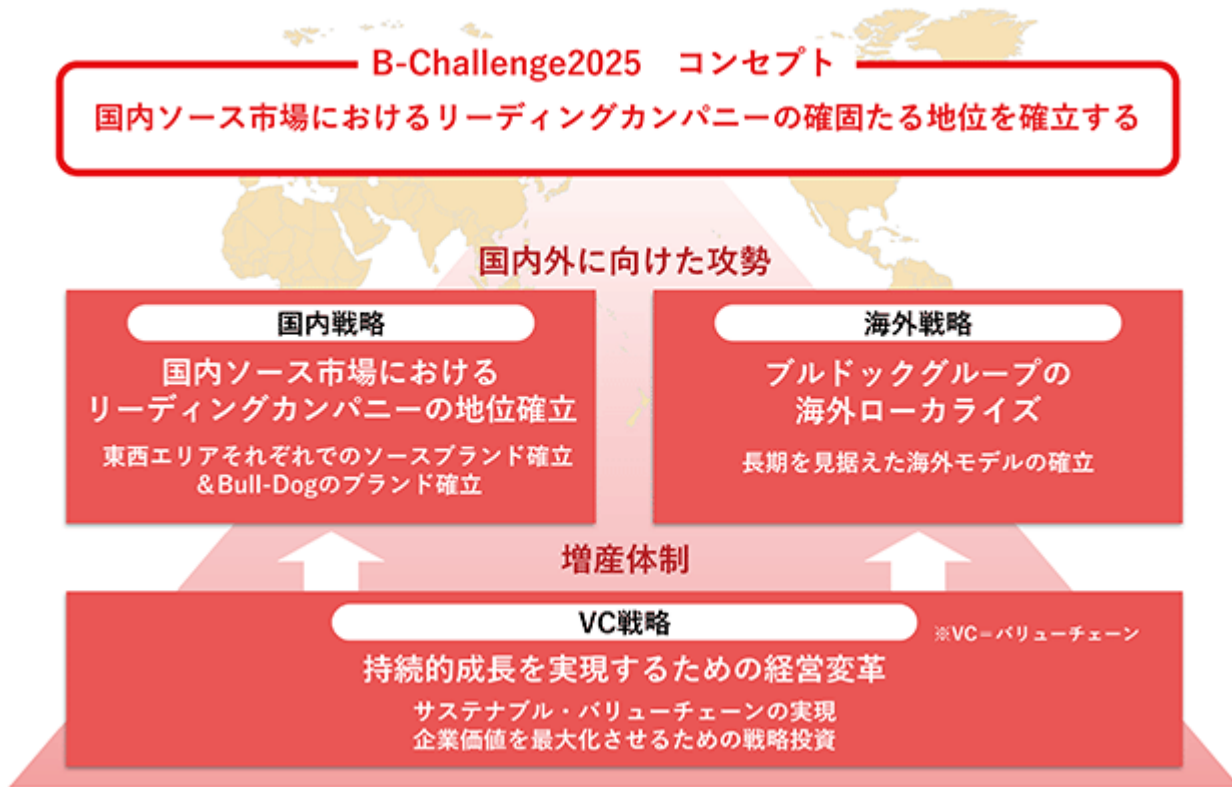 B-Challenge2025　コンセプト
国内ソース市場におけるリーディングカンパニーの確固たる地位を確立する
国内外に向けた攻勢
国内戦略
国内ソース市場における
リーディングカンパニーの地位確立
東西エリアそれぞれでのソースブランド確立
＆Bull-Dogのブランド確立
海外戦略
ブルドックグループの
海外ローカライズ
長期を見据えた海外モデルの確立
増産体制
VC戦略
※VC＝バリューチェーン
持続的成長を実現するための経営変革
サステナブル・バリューチェーンの実現
企業価値を最大化させるための戦略投資